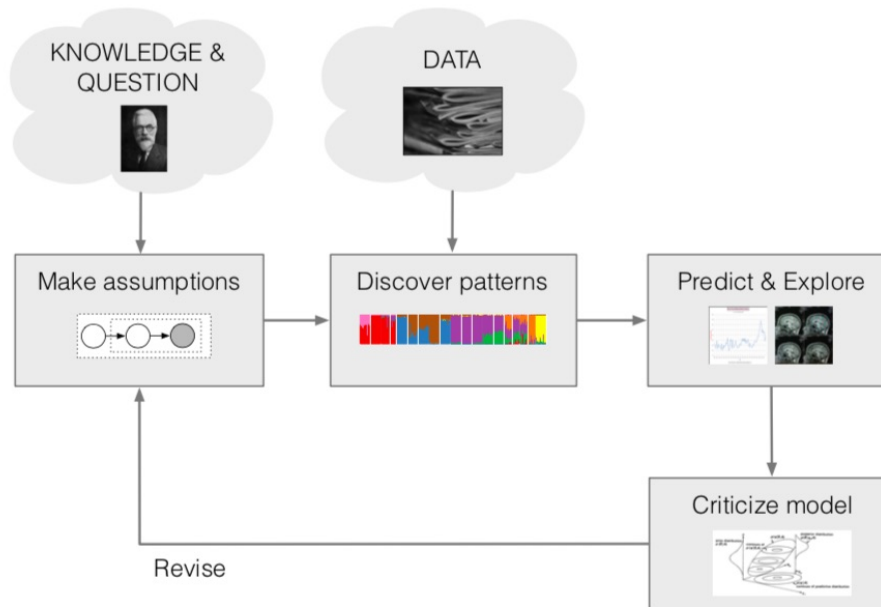 KNOWLEDGE &
QUESTION
DATA
Make assumptions
Discover patterns
Predict & Explore
Criticize model
Revise